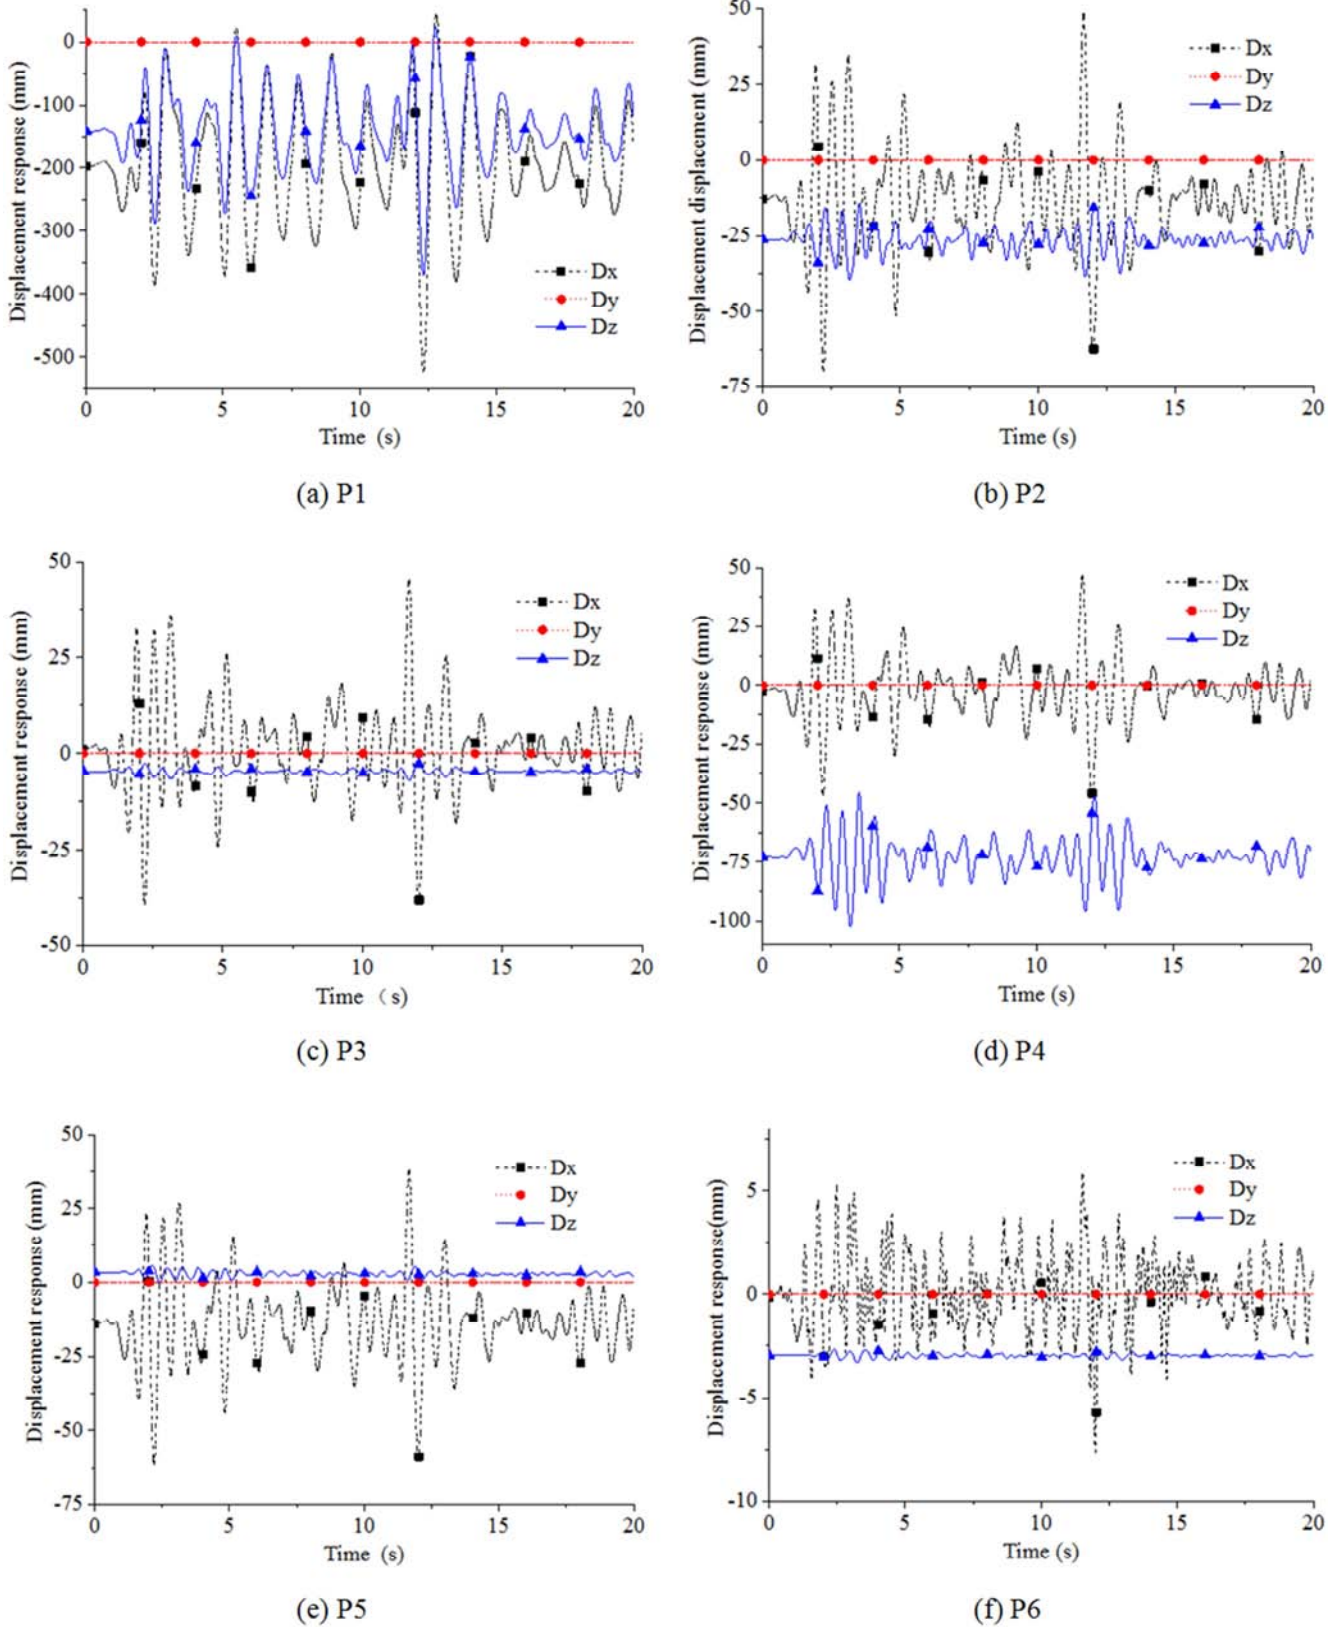 0
-100
-200
-300
-400
-500
Displacement response (mm)
Dx
Dy
Dz
0 5 10 15 20
Time (s)
(a) P1
50
25
0
-25
-50
-75
Displacement displacement (mm)
Dx
Dy
Dz
0 5 10 15 20
Time (s)
(b) P2
50
25
0
-25
-50
Displacement response (mm)
Dx
Dy
Dz
0 5 10 15 20
Time (s)
(c) P3
50
25
0
-25
-50
-75
-100
Displacement response (mm)
Dx
Dy
Dz
0 5 10 15 20
Time (s)
(d) P4
50
25
0
-25
-50
-75
Displacement response (mm)
Dx
Dy
Dz
0 5 10 15 20
Time (s)
(e) P5
5
0
-5
-10
Displacement response(mm)
Dx
Dy
Dz
0 5 10 15 20
Time (s)
(f) P6